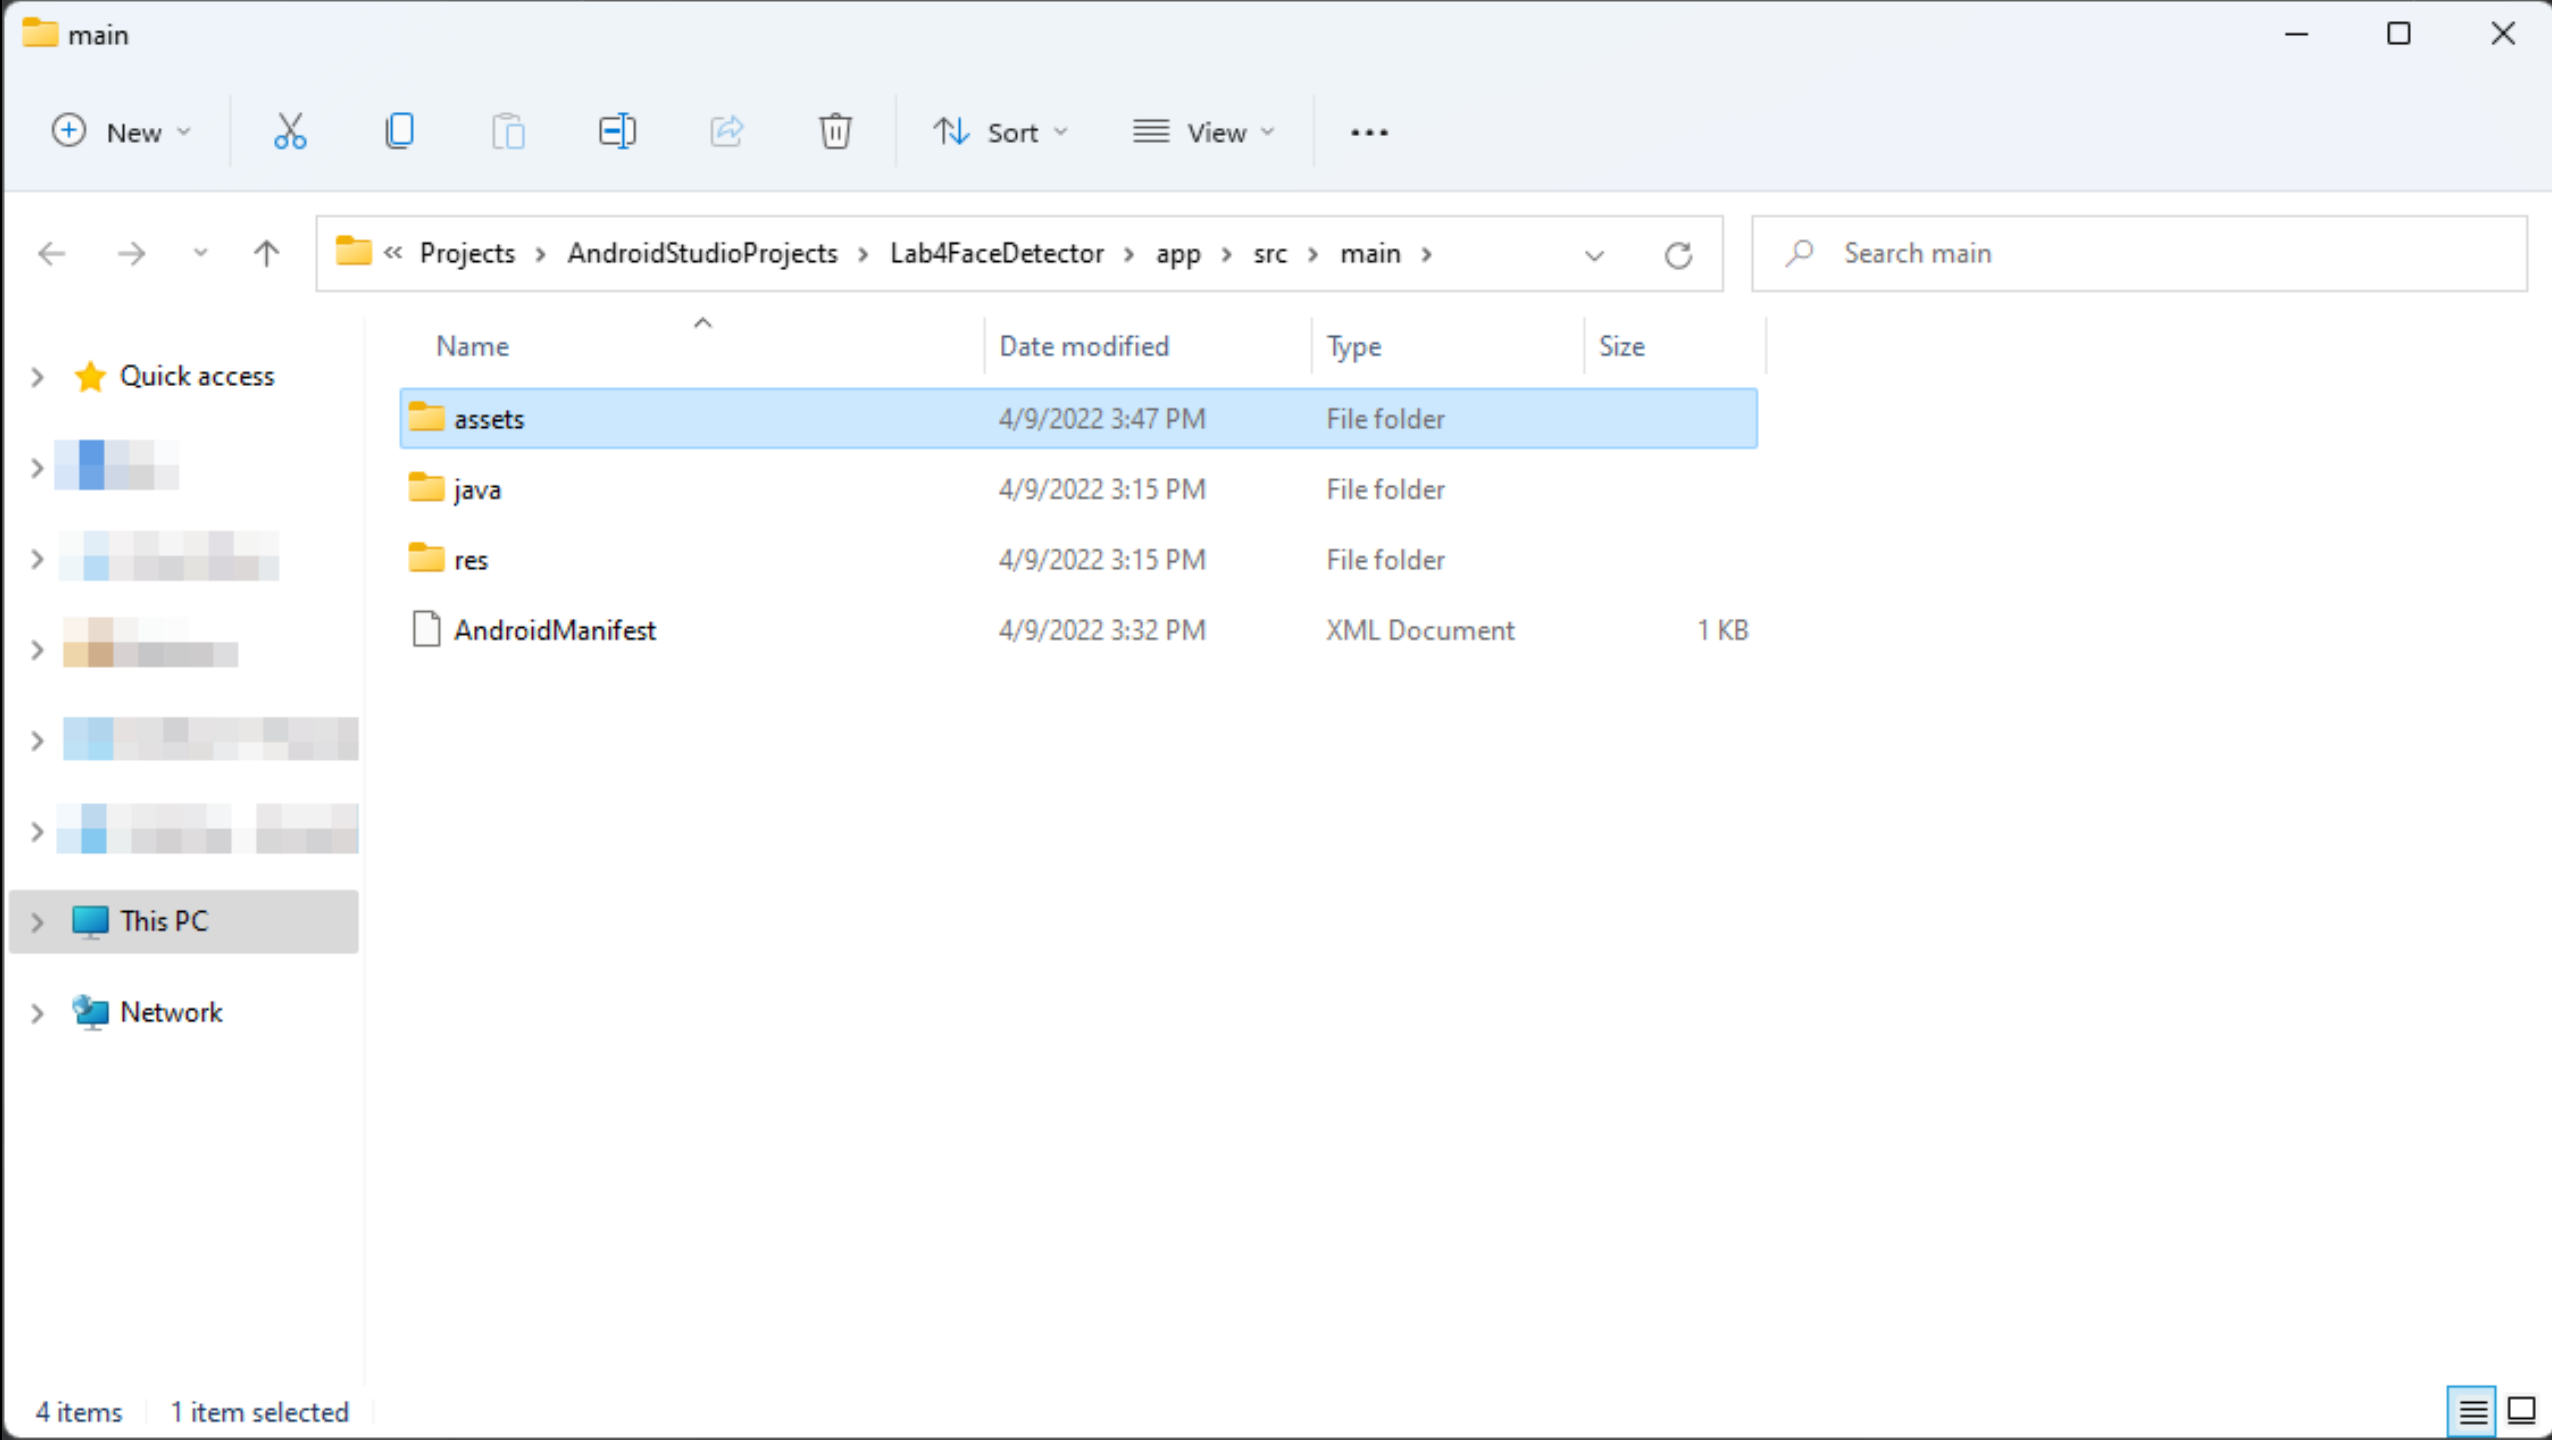 main
New
Sort
View
« Projects > AndroidStudioProjects > Lab4FaceDetector > app > src > main >
Search main
Name Date modified Type Size
Quick access
assets 4/9/2022 3:47 PM File folder
java 4/9/2022 3:15 PM File folder
res 4/9/2022 3:15 PM File folder
AndroidManifest 4/9/2022 3:32 PM XML Document 1 KB
This PC
Network
4 items 1 item selected